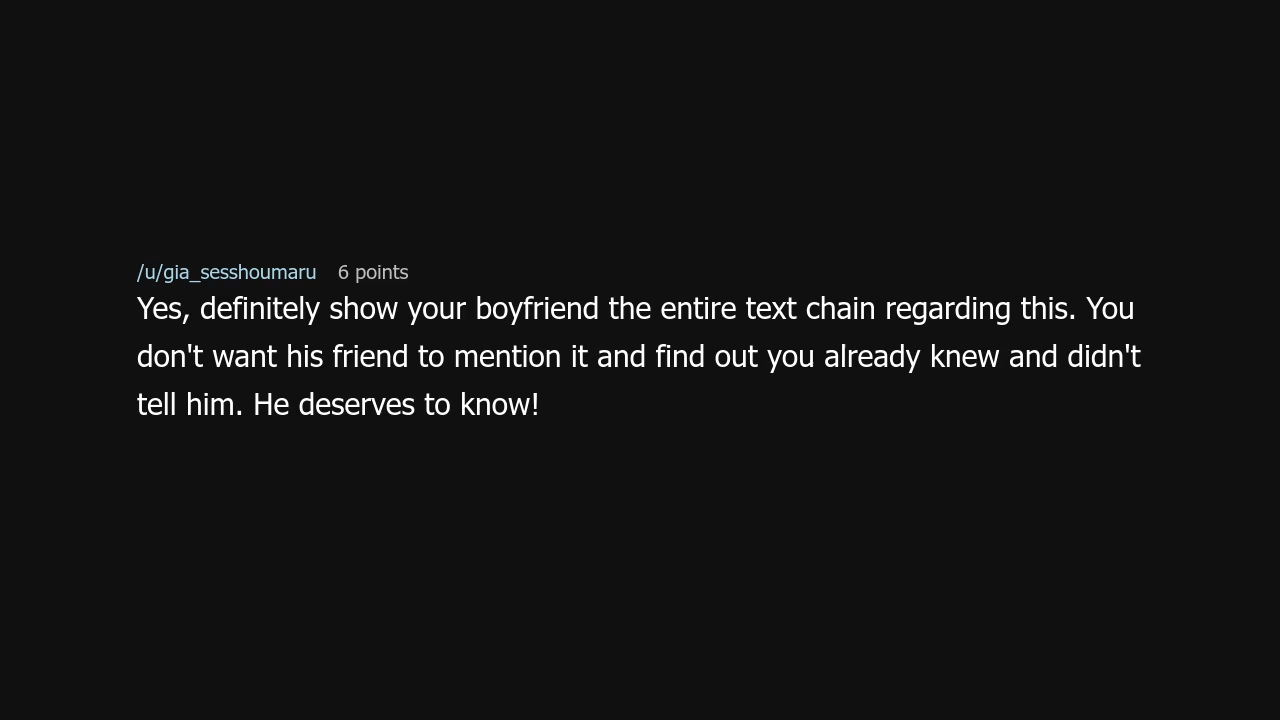 /u/gia_sesshoumaru 6 points
Yes, definitely show your boyfriend the entire text chain regarding this. You
don't want his friend to mention it and find out you already knew and didn't
tell him. He deserves to know!